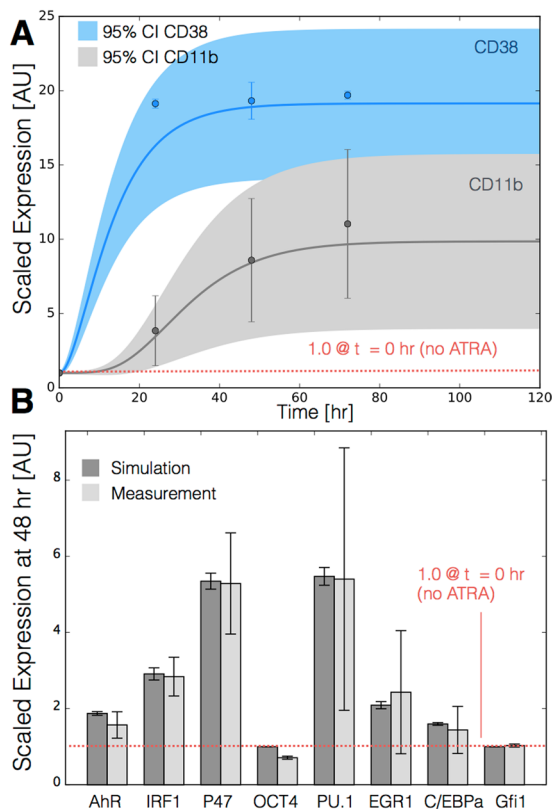 A
Scaled Expression [AU]
25
20
15
10
5
0
95% CI CD38
95% CI CD11b
CD38
CD11b
1.0 @ t = 0 hr (no ATRA)
0 20 40 60 80 100 120
Time [hr]
B
Scaled Expression at 48 hr [AU]
8
6
4
2
0
Simulation
Measurement
1.0 @ t = 0 hr
(no ATRA)
AhR IRF1 P47 OCT4 PU.1 EGR1 C/EBPa Gfi1